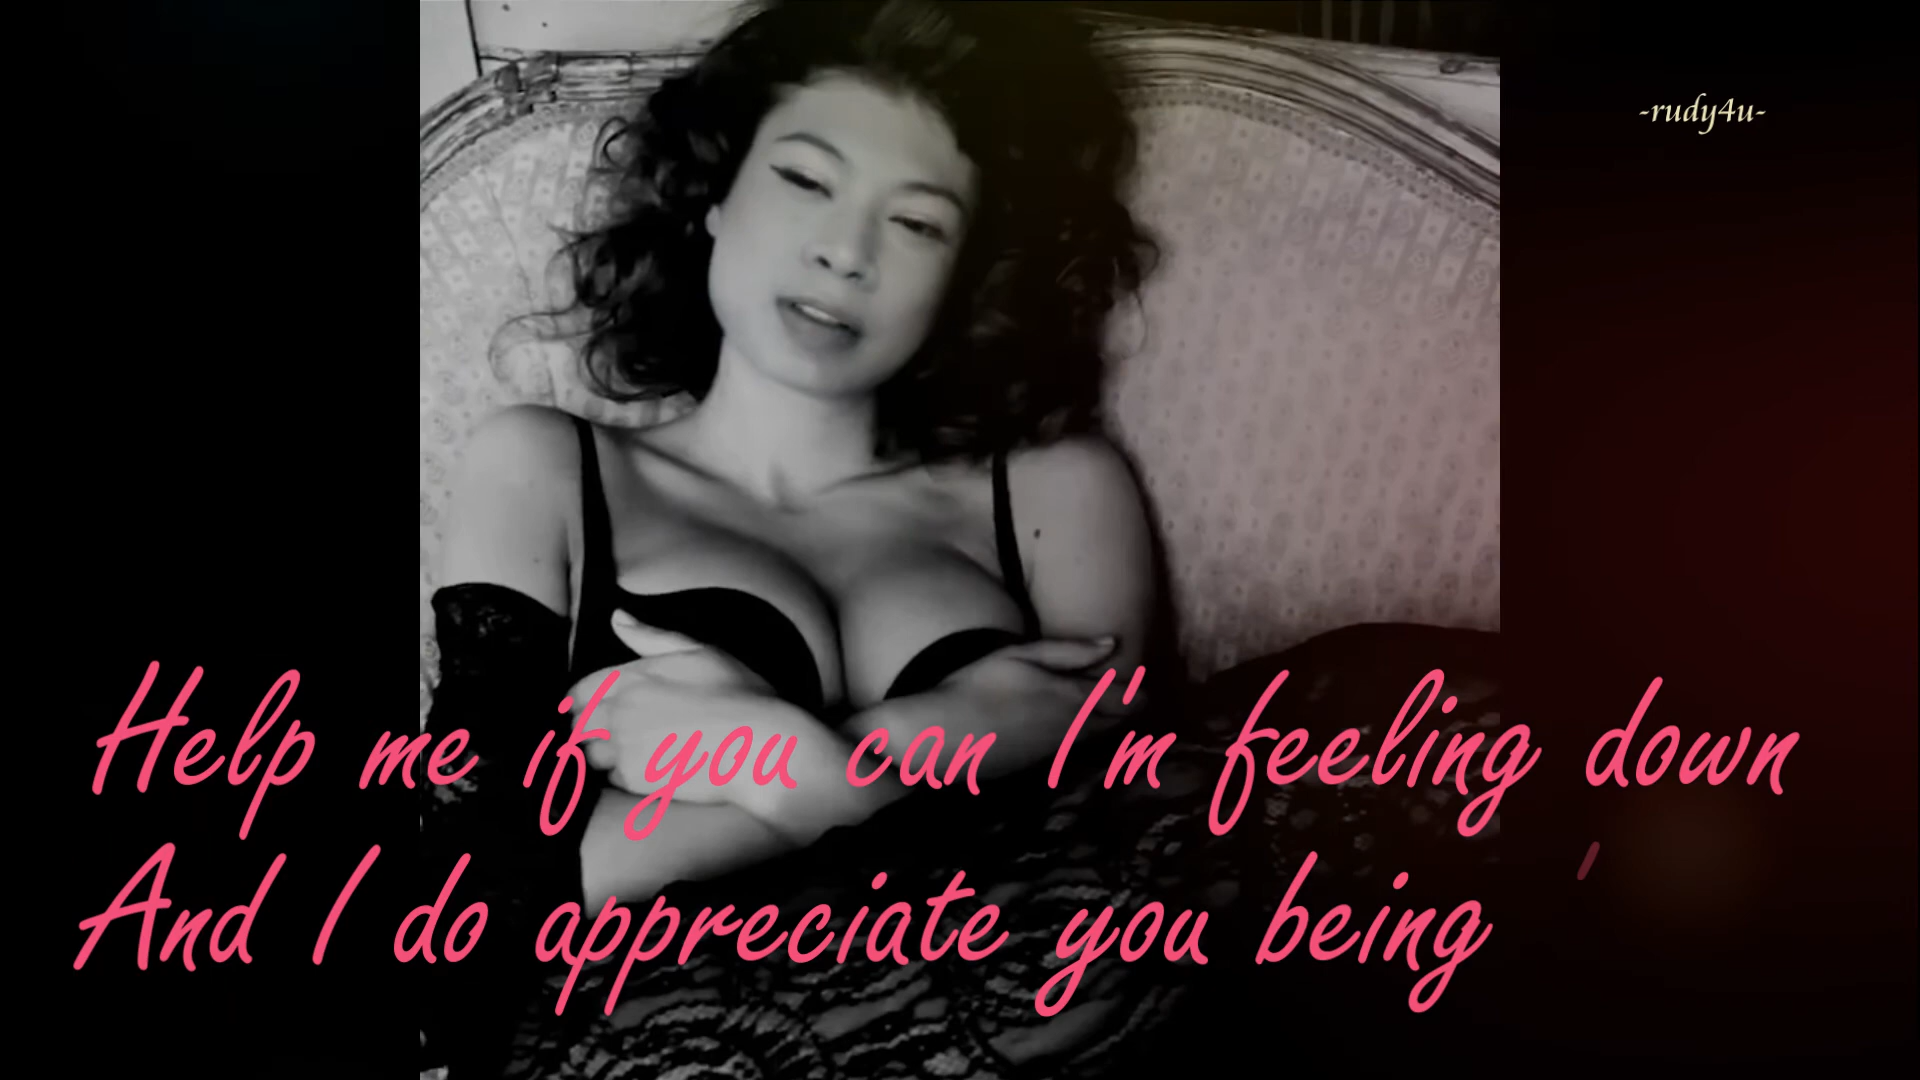 -rudy4u-
Help me if you can I'm feeling down
And I do appreciate you being '